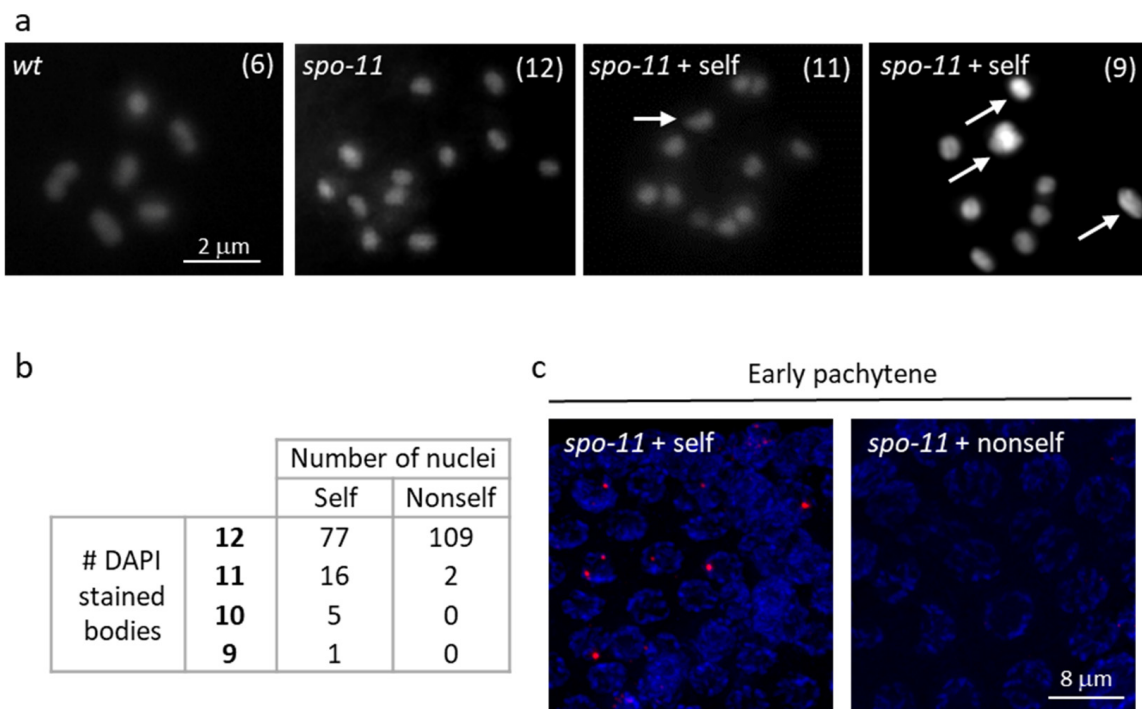 a
wt (6)
spo-11 (12)
spo-11 + self (11)
spo-11 + self (9)
2 μm
b
Number of nuclei
Self Nonself
# DAPI
stained
bodies
12 77 109
11 16 2
10 5 0
9 1 0
c
Early pachytene
spo-11 + self
spo-11 + nonself
8 μm